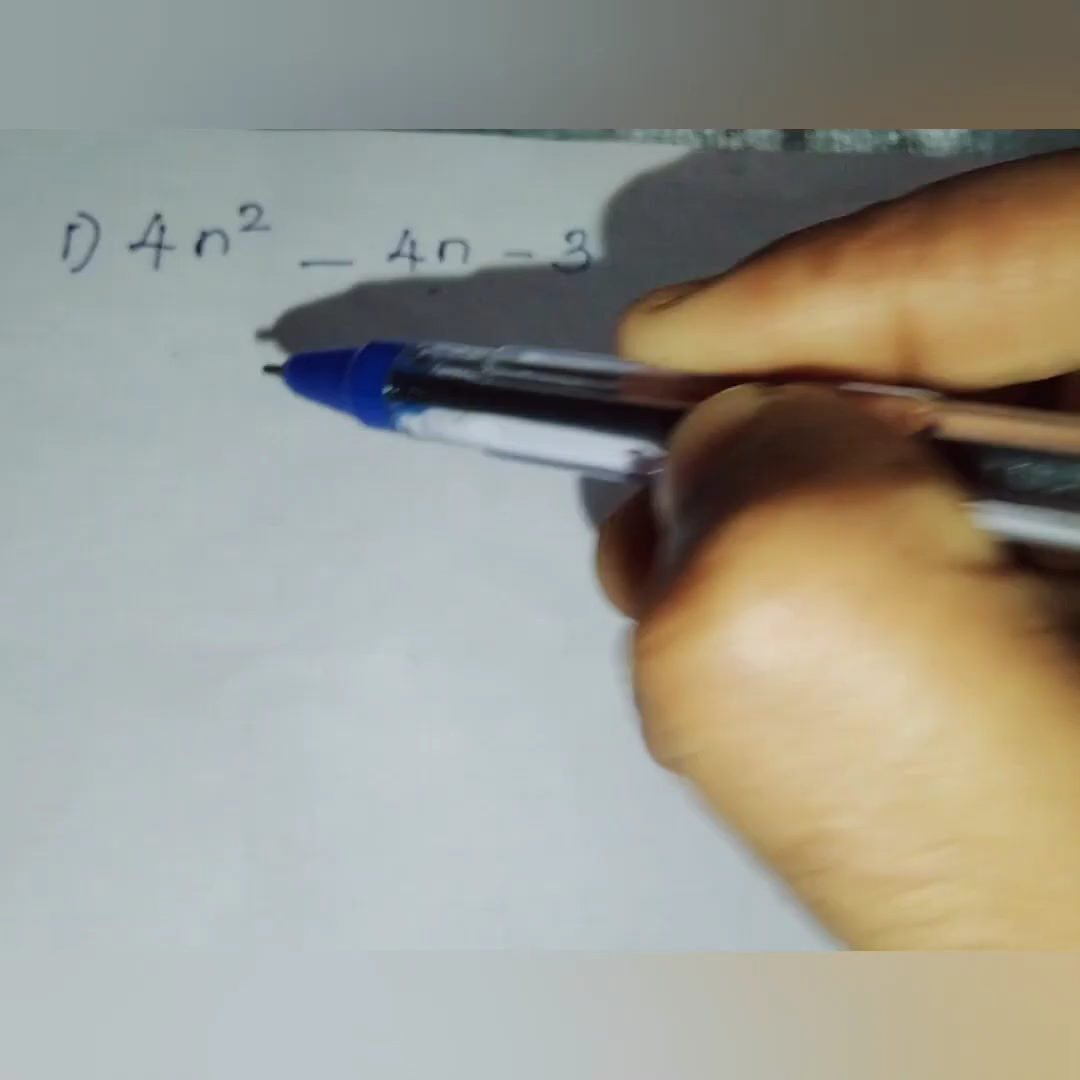 1) 4n² - 4n - 3